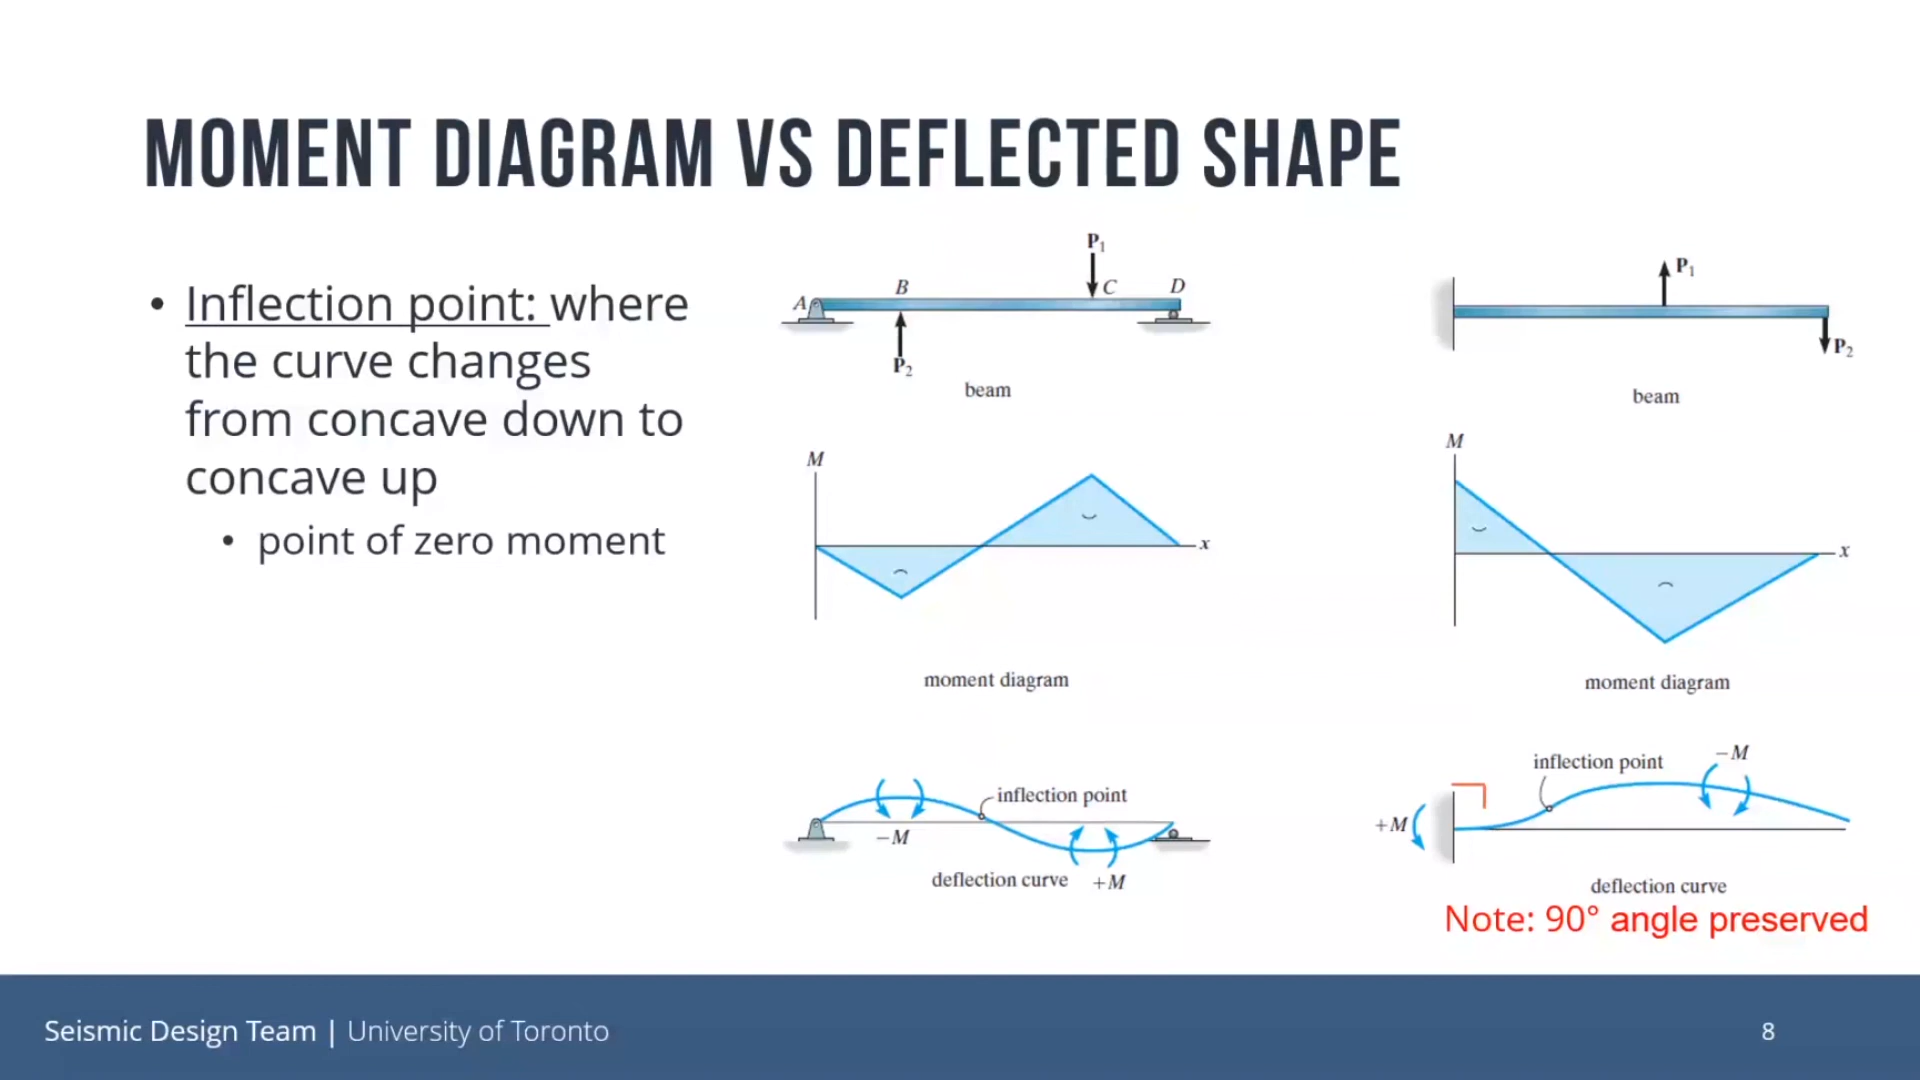 MOMENT DIAGRAM VS DEFLECTED SHAPE
• Inflection point: where
the curve changes
from concave down to
concave up
• point of zero moment
P1
A B C D
P2
beam
M
x
moment diagram
inflection point
−M
deflection curve +M
P1
P2
beam
M
x
moment diagram
inflection point −M
+M
deflection curve
Note: 90° angle preserved
Seismic Design Team | University of Toronto
8